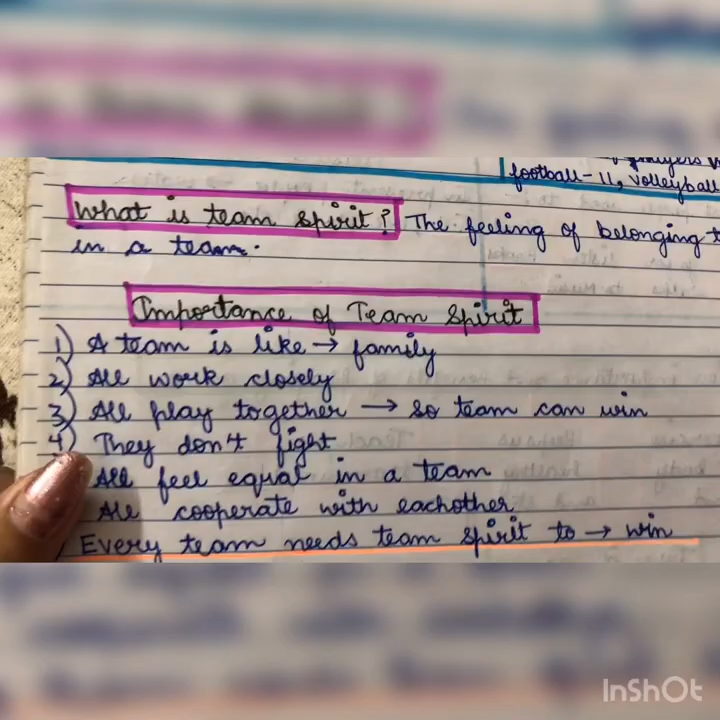 football-11, volleyball
What is team spirit? The feeling of belonging
in a team.
Importance of Team Spirit
1) A team is like → family
2) All work closely
3) All play together → so team can win
4) They don't fight
All feel equal in a team
All cooperate with eachother
Every team needs team spirit to → win
InShOt